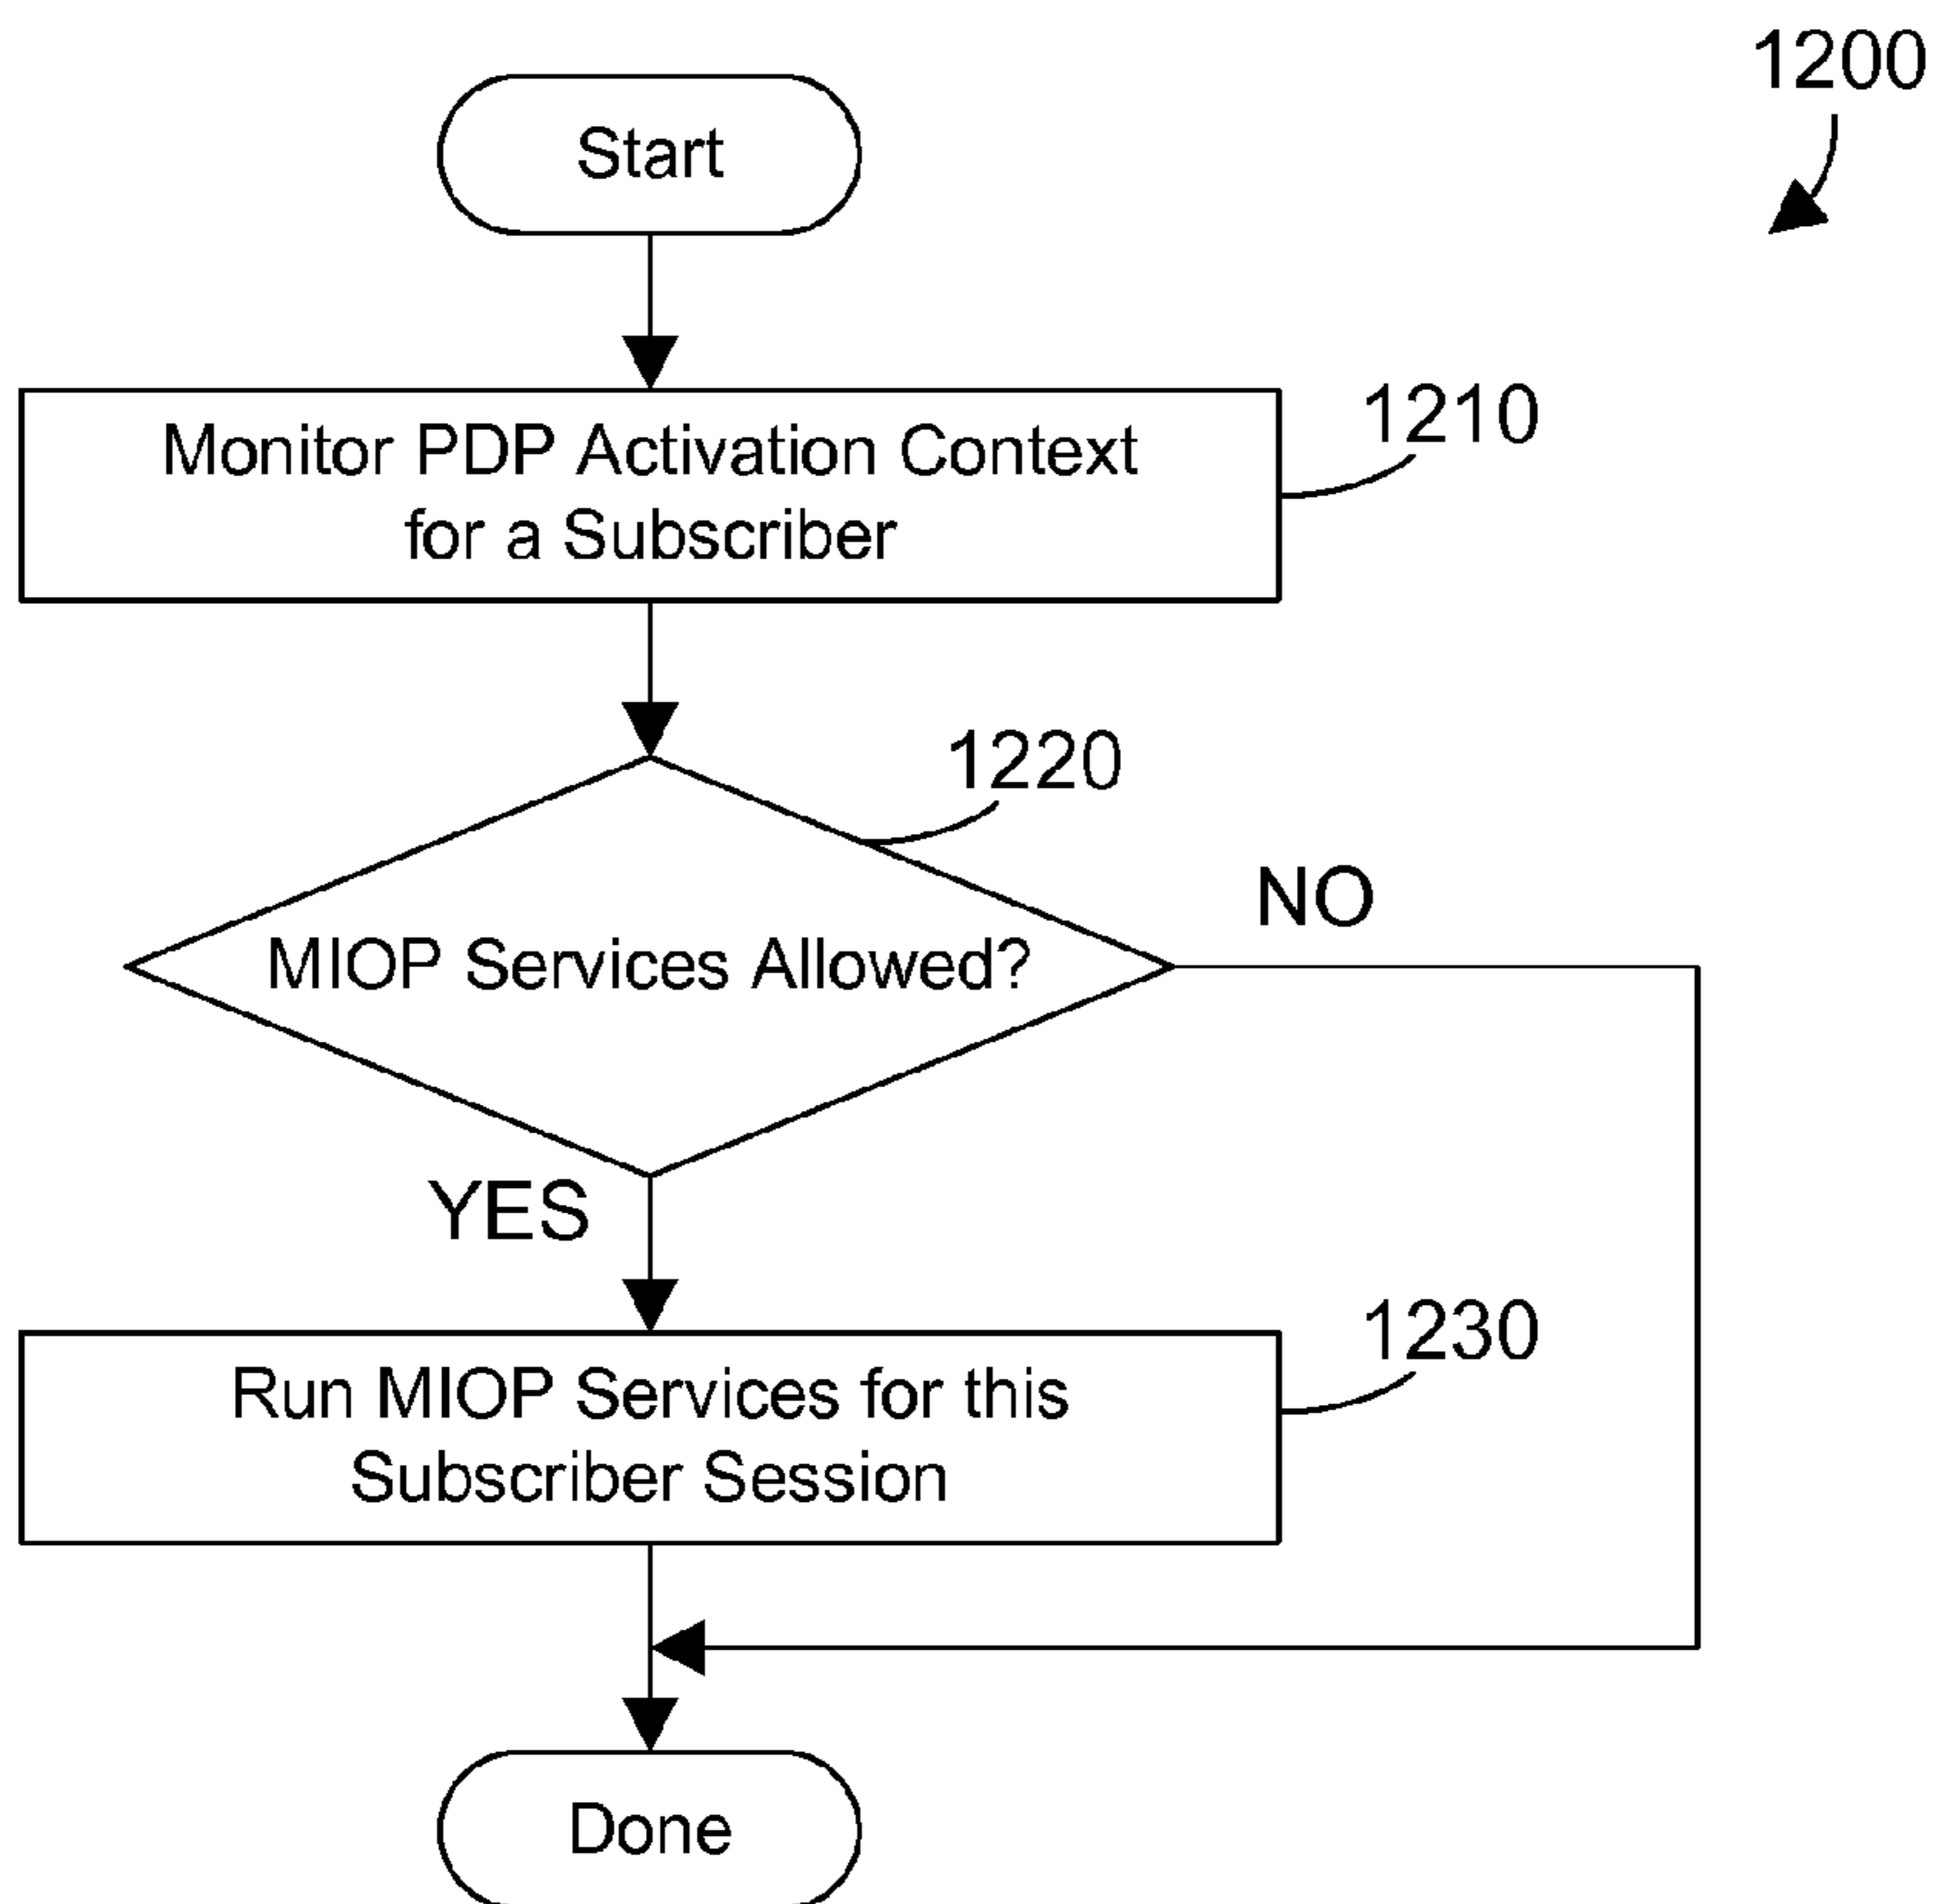 1200
Start
Monitor PDP Activation Context
for a Subscriber
1210
1220
MIOP Services Allowed?
NO
YES
Run MIOP Services for this
Subscriber Session
1230
Done